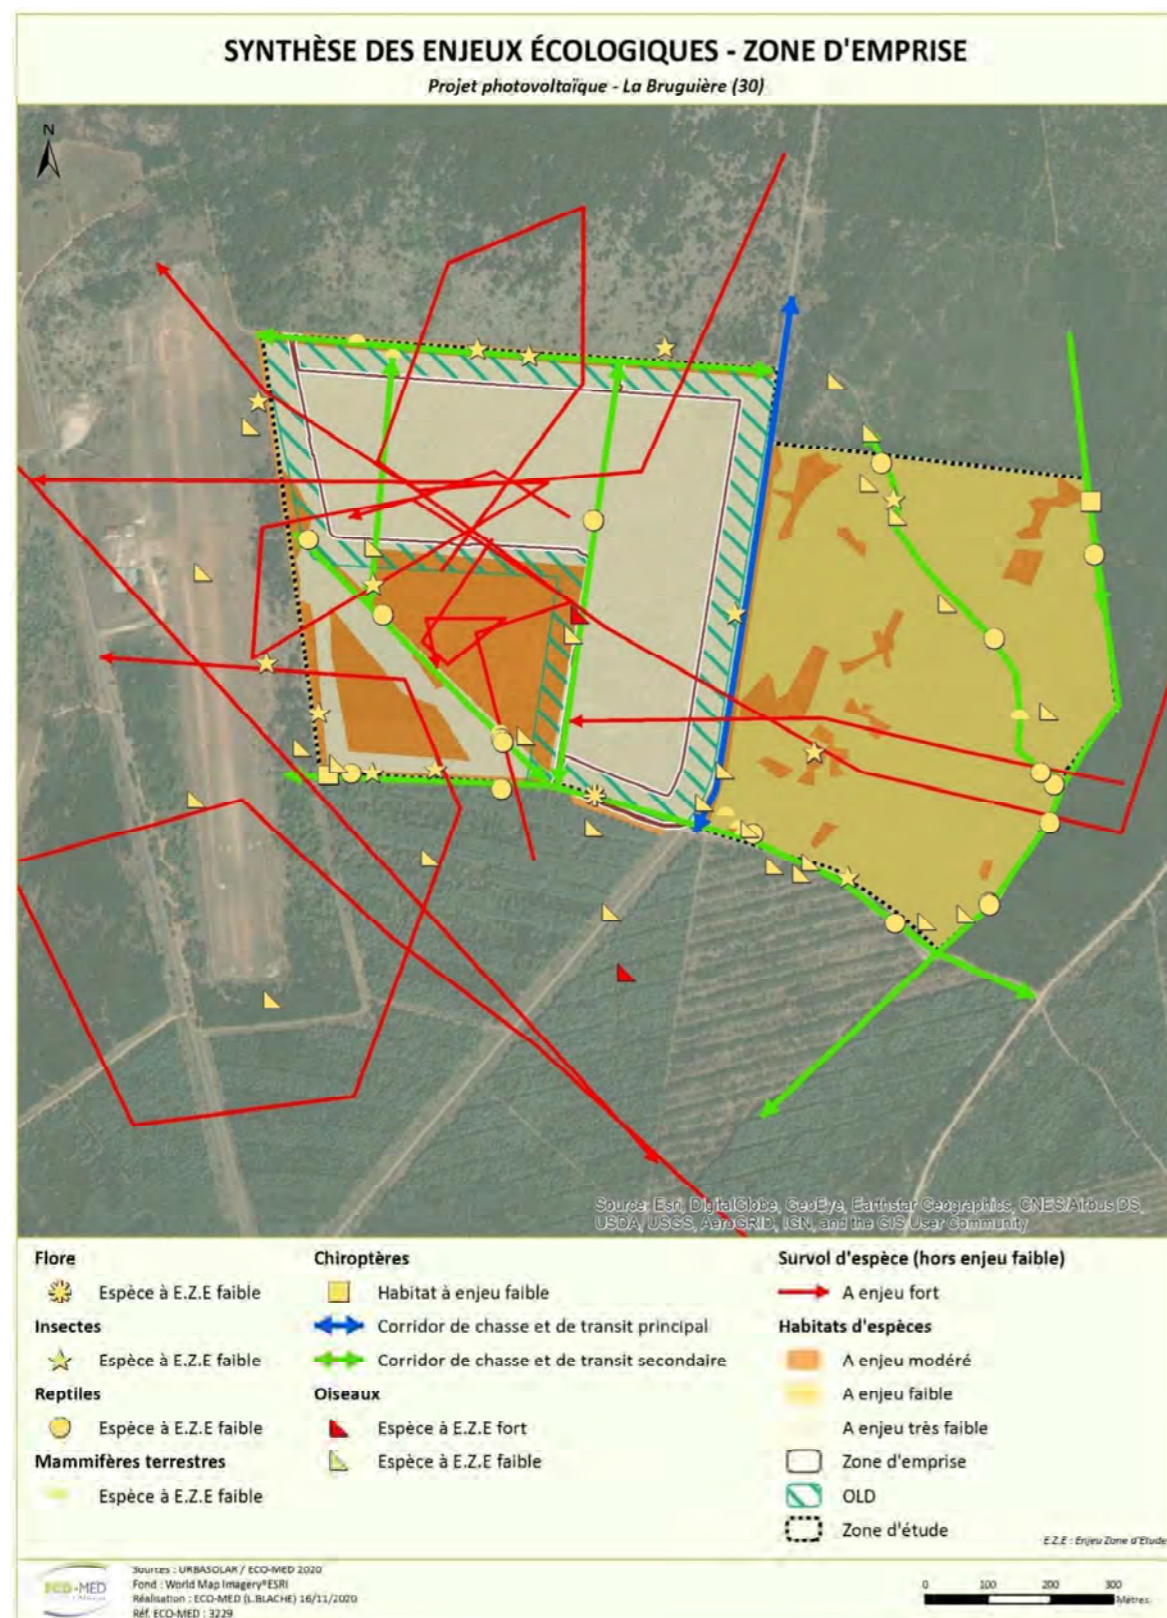 SYNTHÈSE DES ENJEUX ÉCOLOGIQUES - ZONE D'EMPRISE
Projet photovoltaïque - La Bruguière (30)
N
Source: Esri, DigitalGlobe, GeoEye, Earthstar Geographics, CNES/Airbus DS,
USDA, USGS, AeroGRID, IGN, and the GIS User Community
Flore
Espèce à E.Z.E faible
Insectes
Espèce à E.Z.E faible
Reptiles
Espèce à E.Z.E faible
Mammifères terrestres
Espèce à E.Z.E faible
Chiroptères
Habitat à enjeu faible
Corridor de chasse et de transit principal
Corridor de chasse et de transit secondaire
Oiseaux
Espèce à E.Z.E fort
Espèce à E.Z.E faible
Survol d'espèce (hors enjeu faible)
A enjeu fort
Habitats d'espèces
A enjeu modéré
A enjeu faible
A enjeu très faible
Zone d'emprise
OLD
Zone d'étude
E.Z.E : Enjeu Zone d'Etude
ECO-MED
Sources : URBASOLAR / ECO-MED 2020
Fond : World Map Imagery®ESRI
Réalisation : ECO-MED (L.BLACHE) 16/11/2020
Réf. ECO-MED : 3229
0 100 200 300
Mètres